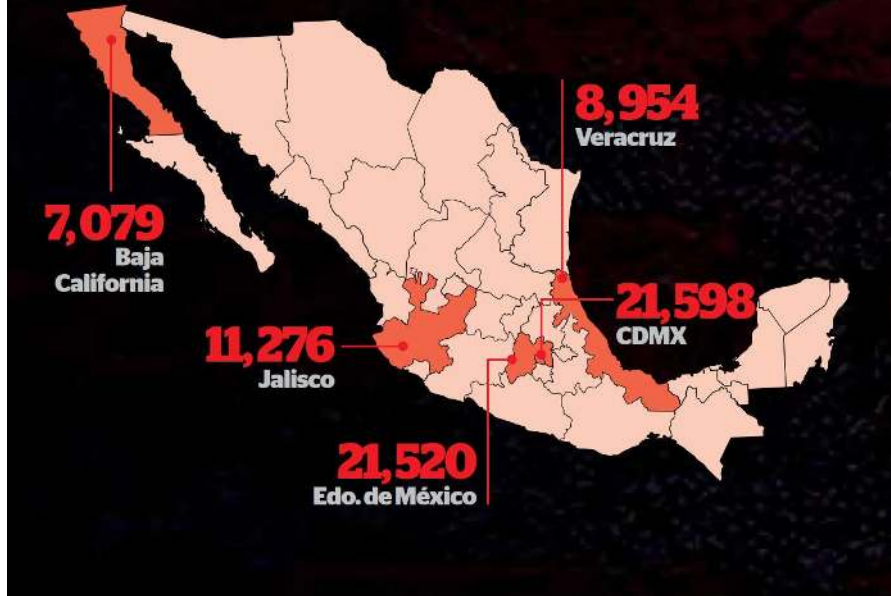 8,954
Veracruz
7,079
Baja
California
21,598
CDMX
11,276
Jalisco
21,520
Edo. de México